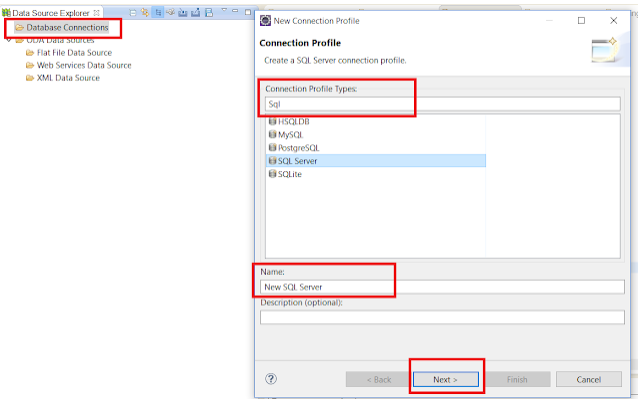 Data Source Explorer
Database Connections
ODA Data Sources
Flat File Data Source
Web Services Data Source
XML Data Source
New Connection Profile
Connection Profile
Create a SQL Server connection profile.
Connection Profile Types:
Sql
HSQLDB
MySQL
PostgreSQL
SQL Server
SQLite
Name:
New SQL Server
Description (optional):
< Back
Next >
Finish
Cancel